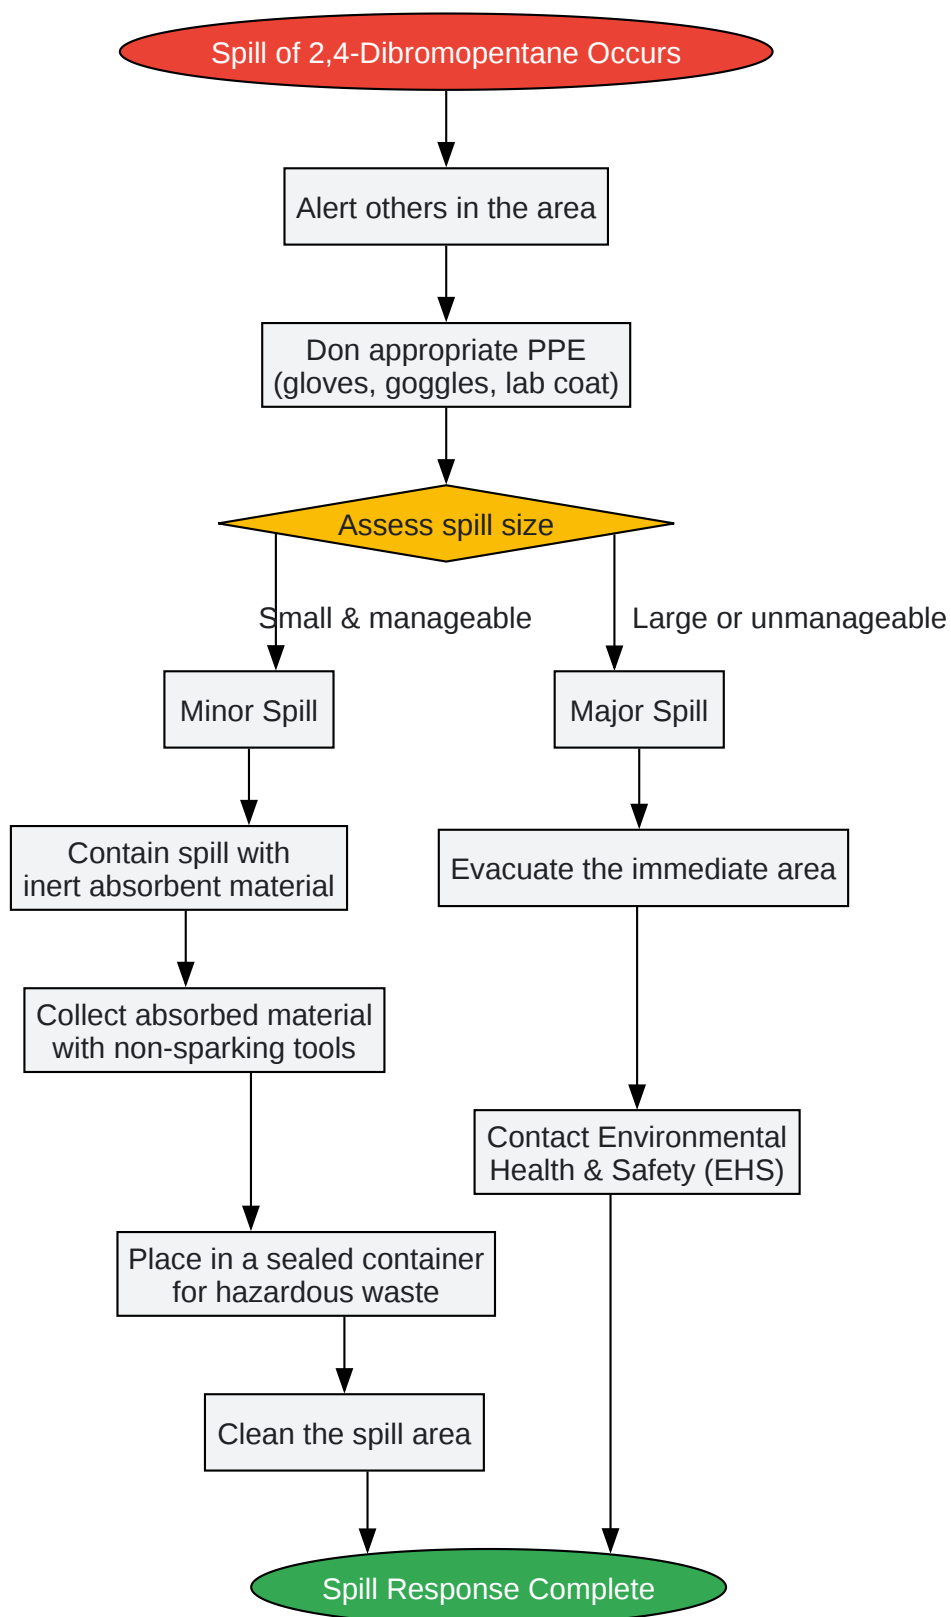 Spill of 2,4-Dibromopentane Occurs
Alert others in the area
Don appropriate PPE
(gloves, goggles, lab coat)
Assess spill size
Small & manageable
Large or unmanageable
Minor Spill
Major Spill
Contain spill with
inert absorbent material
Evacuate the immediate area
Collect absorbed material
with non-sparking tools
Contact Environmental
Health & Safety (EHS)
Place in a sealed container
for hazardous waste
Clean the spill area
Spill Response Complete